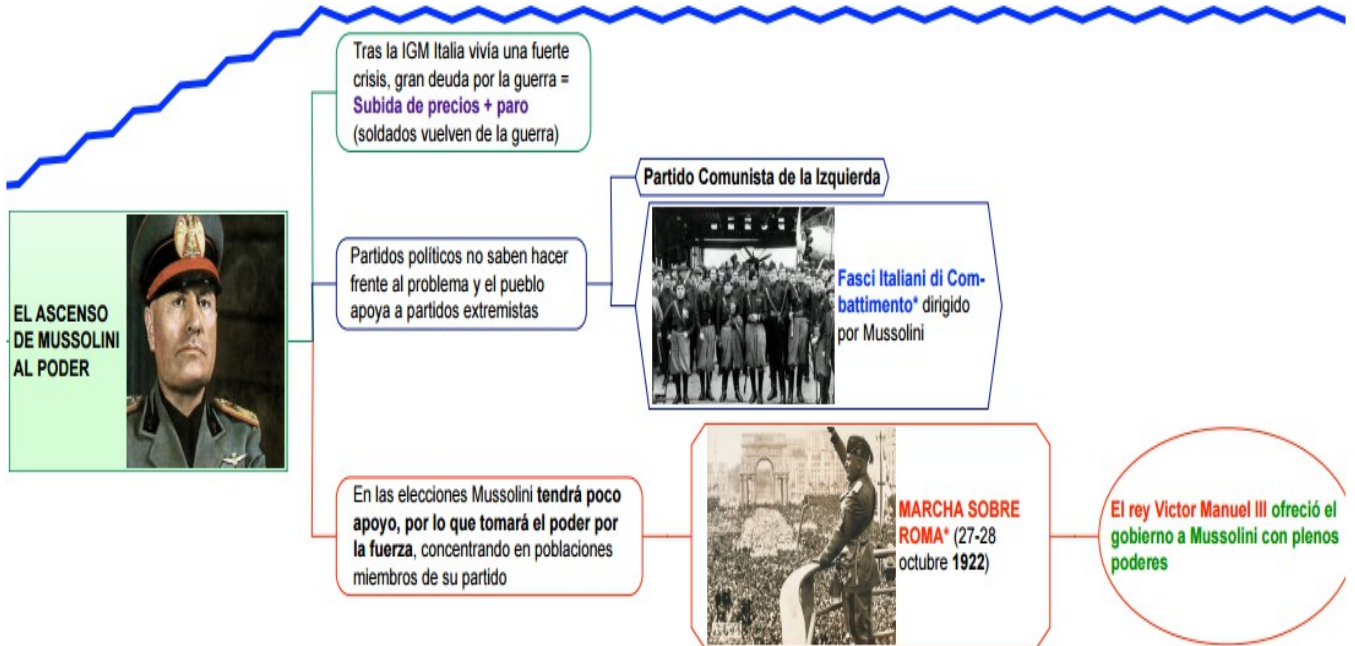 Tras la IGM Italia vivía una fuerte
crisis, gran deuda por la guerra =
Subida de precios + paro
(soldados vuelven de la guerra)
Partido Comunista de la Izquierda
EL ASCENSO
DE MUSSOLINI
AL PODER
Partidos políticos no saben hacer
frente al problema y el pueblo
apoya a partidos extremistas
Fasci Italiani di Com-
battimento* dirigido
por Mussolini
En las elecciones Mussolini tendrá poco
apoyo, por lo que tomará el poder por
la fuerza, concentrando en poblaciones
miembros de su partido
MARCHA SOBRE
ROMA* (27-28
octubre 1922)
El rey Victor Manuel III ofreció el
gobierno a Mussolini con plenos
poderes